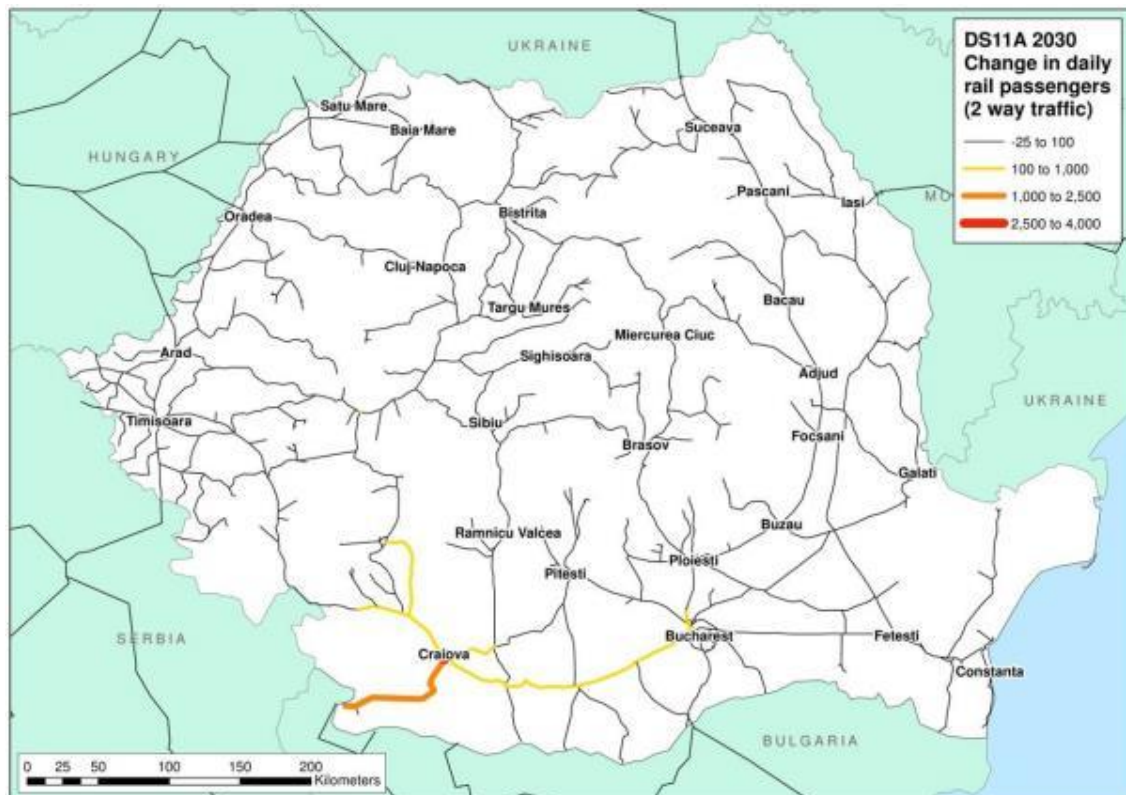 UKRAINE
DS11A 2030
Change in daily
rail passengers
(2 way traffic)
-25 to 100
100 to 1,000
1,000 to 2,500
2,500 to 4,000
Satu Mare
Baia Mare
Suceava
HUNGARY
Pascani
Iasi
MO
Oradea
Bistrita
Cluj-Napoca
Targu Mures
Bacau
Miercurea Ciuc
Arad
Sighisoara
Adjud
UKRAINE
Timisoara
Sibiu
Brasov
Focsani
Galati
Ramnicu Valcea
Buzau
Pitesti
Ploiesti
SERBIA
Bucharest
Fetesti
Craiova
Constanta
BULGARIA
0 25 50 100 150 200
Kilometers